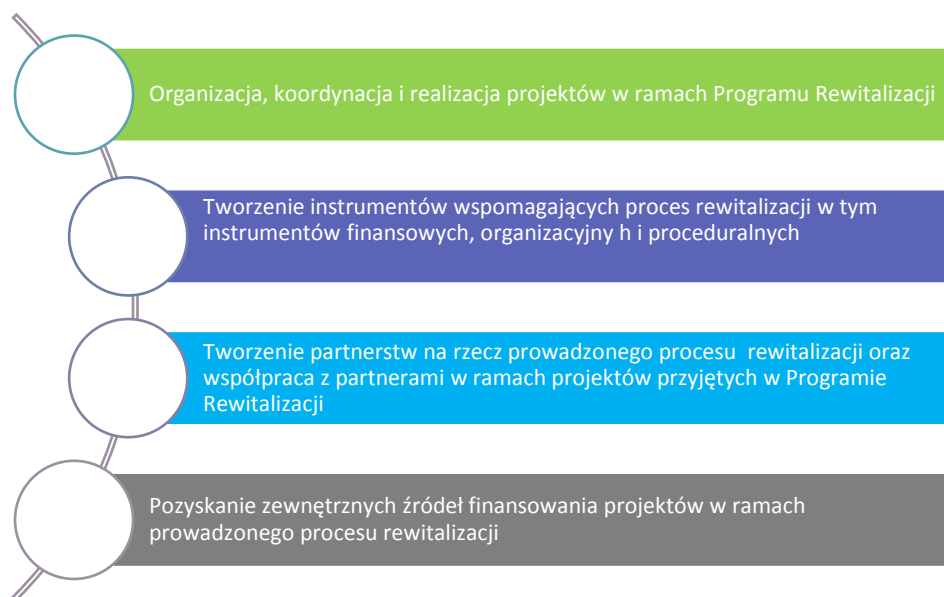 Organizacja, koordynacja i realizacja projektów w ramach Programu Rewitalizacji
Tworzenie instrumentów wspomagających proces rewitalizacji w tym
instrumentów finansowych, organizacyjny h i proceduralnych
Tworzenie partnerstw na rzecz prowadzonego procesu  rewitalizacji oraz
współpraca z partnerami w ramach projektów przyjętych w Programie
Rewitalizacji
Pozyskanie zewnętrznych źródeł finansowania projektów w ramach
prowadzonego procesu rewitalizacji